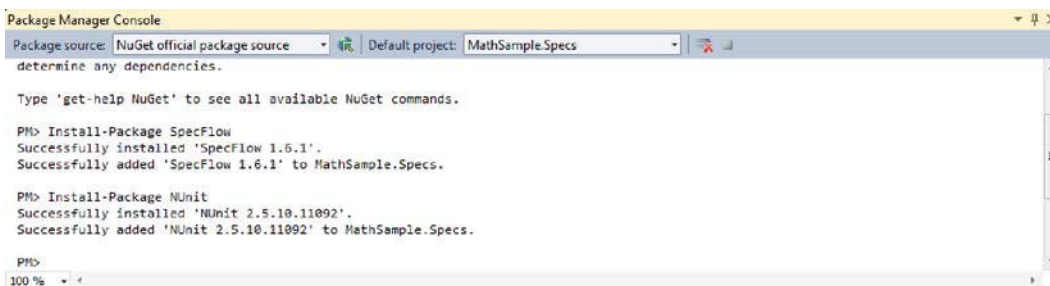 Package Manager Console
Package source: NuGet official package source Default project: MathSample.Specs
determine any dependencies.
Type 'get-help NuGet' to see all available NuGet commands.
PM> Install-Package SpecFlow
Successfully installed 'SpecFlow 1.6.1'.
Successfully added 'SpecFlow 1.6.1' to MathSample.Specs.
PM> Install-Package NUnit
Successfully installed 'NUnit 2.5.10.11092'.
Successfully added 'NUnit 2.5.10.11092' to MathSample.Specs.
PM>
100 %